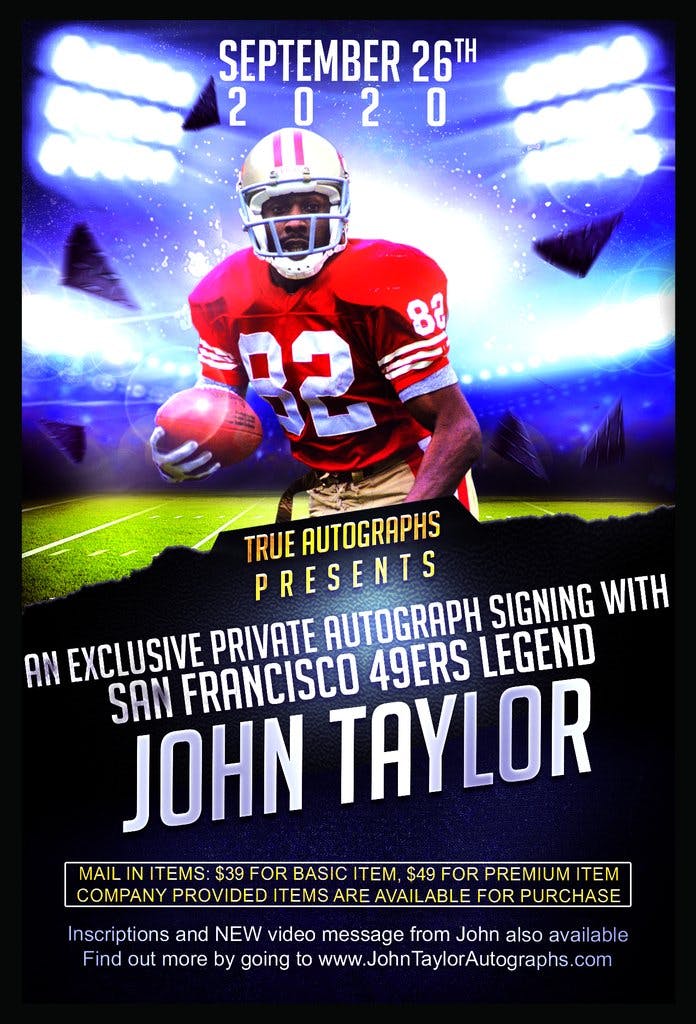 SEPTEMBER 26TH
2020
82
82
TRUE AUTOGRAPHS
PRESENTS
AN EXCLUSIVE PRIVATE AUTOGRAPH SIGNING WITH
SAN FRANCISCO 49ERS LEGEND
JOHN TAYLOR
MAIL IN ITEMS: $39 FOR BASIC ITEM, $49 FOR PREMIUM ITEM
COMPANY PROVIDED ITEMS ARE AVAILABLE FOR PURCHASE
Inscriptions and NEW video message from John also available
Find out more by going to www.JohnTaylorAutographs.com